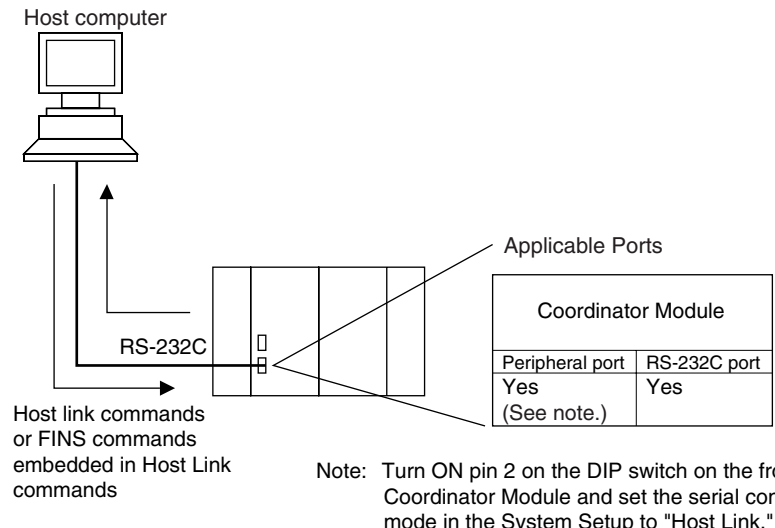 Host computer
Applicable Ports
Coordinator Module
Peripheral port RS-232C port
Yes Yes
(See note.)
RS-232C
Host link commands
or FINS commands
embedded in Host Link
commands
Note: Turn ON pin 2 on the DIP switch on the
Coordinator Module and set the serial
mode in the System Setup to "Host Link."